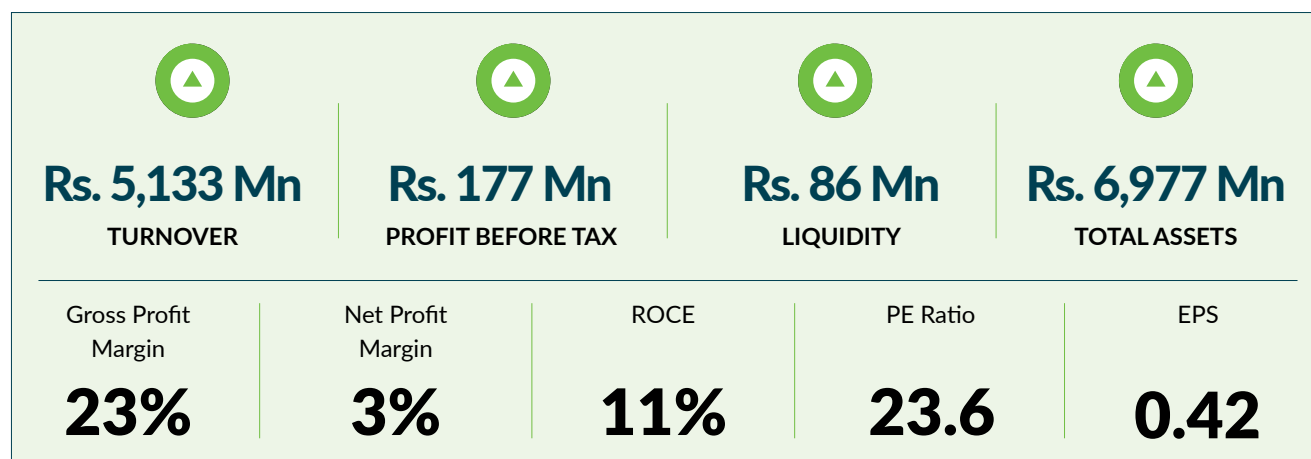 Rs. 5,133 Mn
TURNOVER
Rs. 177 Mn
PROFIT BEFORE TAX
Rs. 86 Mn
LIQUIDITY
Rs. 6,977 Mn
TOTAL ASSETS
Gross Profit
Margin
23%
Net Profit
Margin
3%
ROCE
11%
PE Ratio
23.6
EPS
0.42